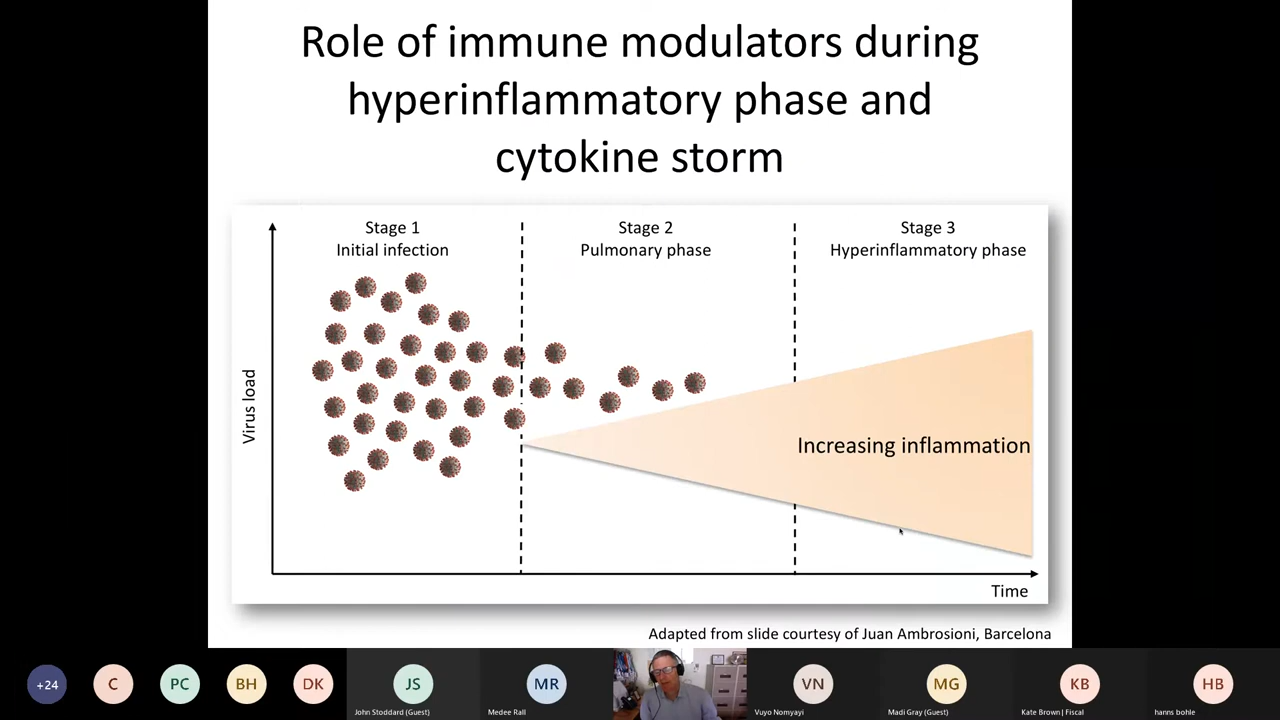 Role of immune modulators during
hyperinflammatory phase and
cytokine storm
Stage 1
Initial infection
Stage 2
Pulmonary phase
Stage 3
Hyperinflammatory phase
Virus load
Increasing inflammation
Time
Adapted from slide courtesy of Juan Ambrosioni, Barcelona
+24
C
PC
BH
DK
JS
John Stoddard (Guest)
MR
Medee Rall
VN
Vuyo Nomyayi
MG
Madi Gray (Guest)
KB
Kate Brown | Fiscal
HB
hanns bohle